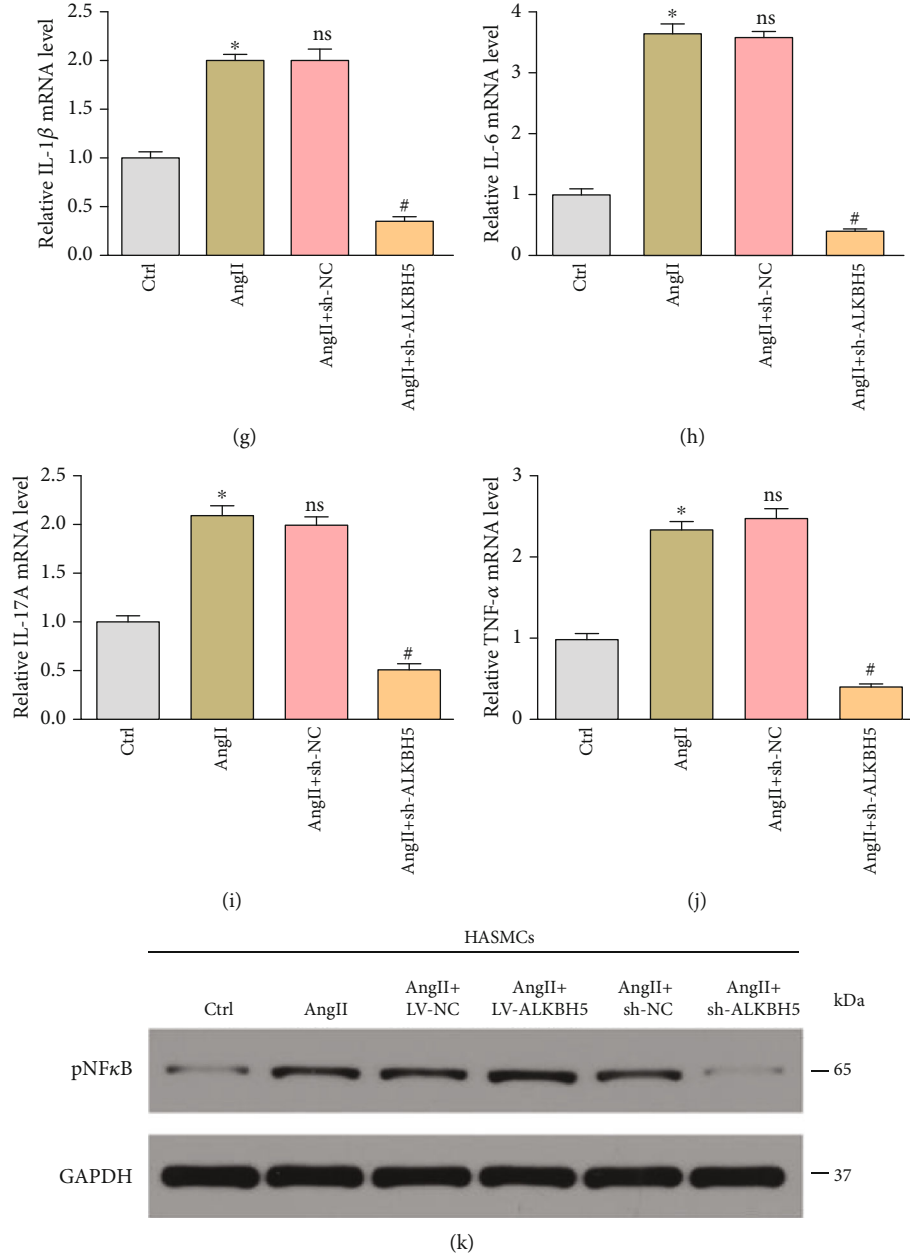 Relative IL-1β mRNA level
2.5
2.0
1.5
1.0
0.5
0.0
*
ns
#
Ctrl
AngII
AngII+sh-NC
AngII+sh-ALKBH5
(g)
Relative IL-6 mRNA level
4
3
2
1
0
*
ns
#
Ctrl
AngII
AngII+sh-NC
AngII+sh-ALKBH5
(h)
Relative IL-17A mRNA level
2.5
2.0
1.5
1.0
0.5
0.0
*
ns
#
Ctrl
AngII
AngII+sh-NC
AngII+sh-ALKBH5
(i)
Relative TNF-α mRNA level
3
2
1
0
*
ns
#
Ctrl
AngII
AngII+sh-NC
AngII+sh-ALKBH5
(j)
HASMCs
Ctrl
AngII
AngII+
LV-NC
AngII+
LV-ALKBH5
AngII+
sh-NC
AngII+
sh-ALKBH5
kDa
pNFκB
65
GAPDH
37
(k)